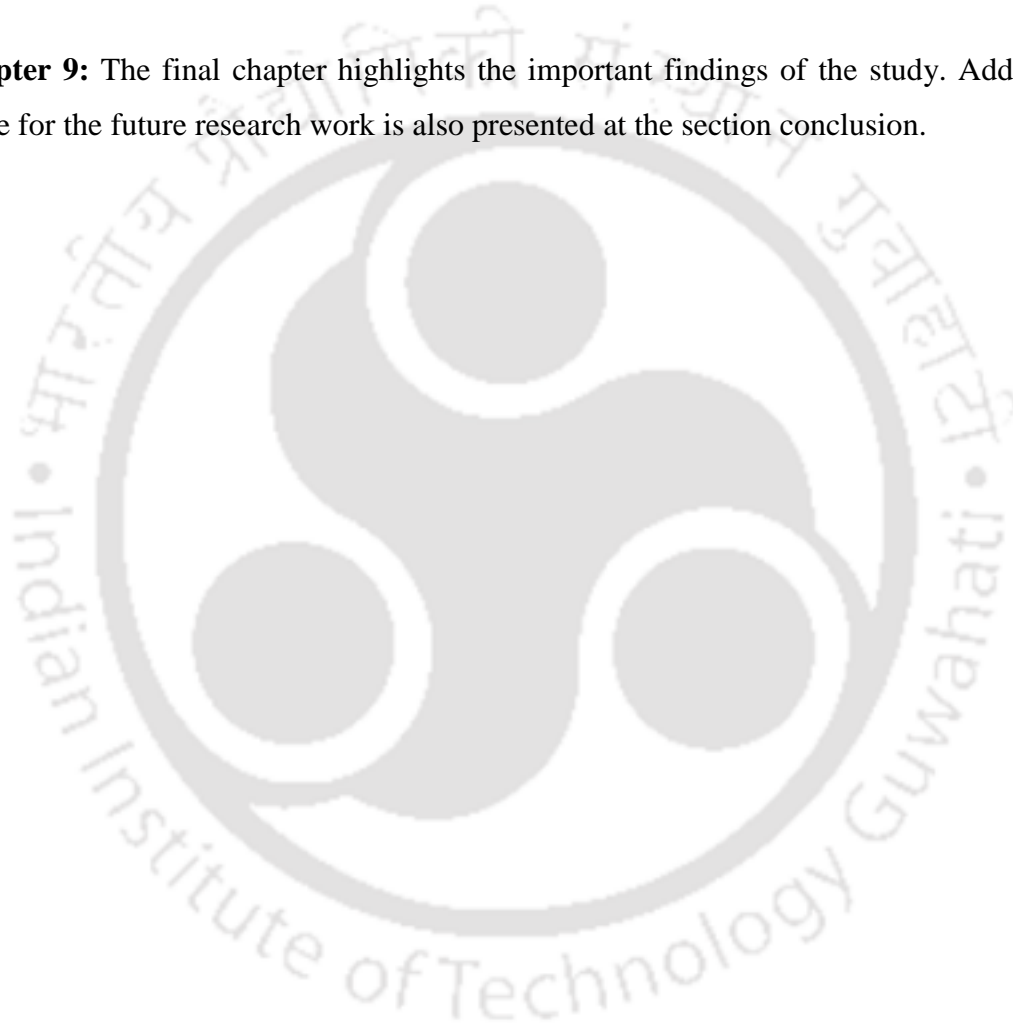 pter 9: The final chapter highlights the important findings of the study. Add
e for the future research work is also presented at the section conclusion.
भारतीय प्रौद्योगिकी संस्थान गुवाहाटी
Indian Institute of Technology Guwahati